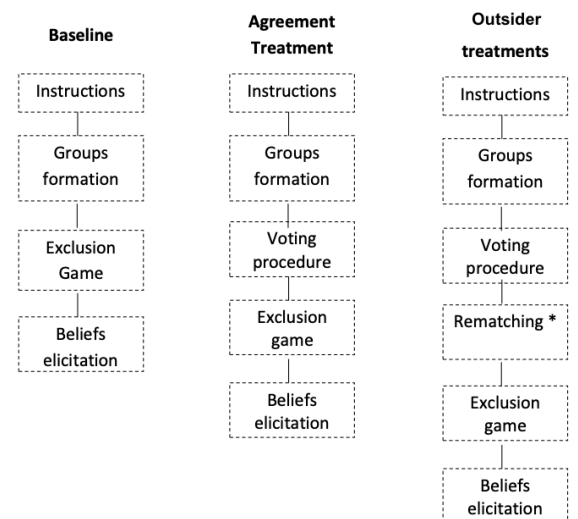 Baseline
Instructions
Groups
formation
Exclusion
Game
Beliefs
elicitation
Agreement
Treatment
Instructions
Groups
formation
Voting
procedure
Exclusion
game
Beliefs
elicitation
Outsider
treatments
Instructions
Groups
formation
Voting
procedure
Rematching *
Exclusion
game
Beliefs
elicitation